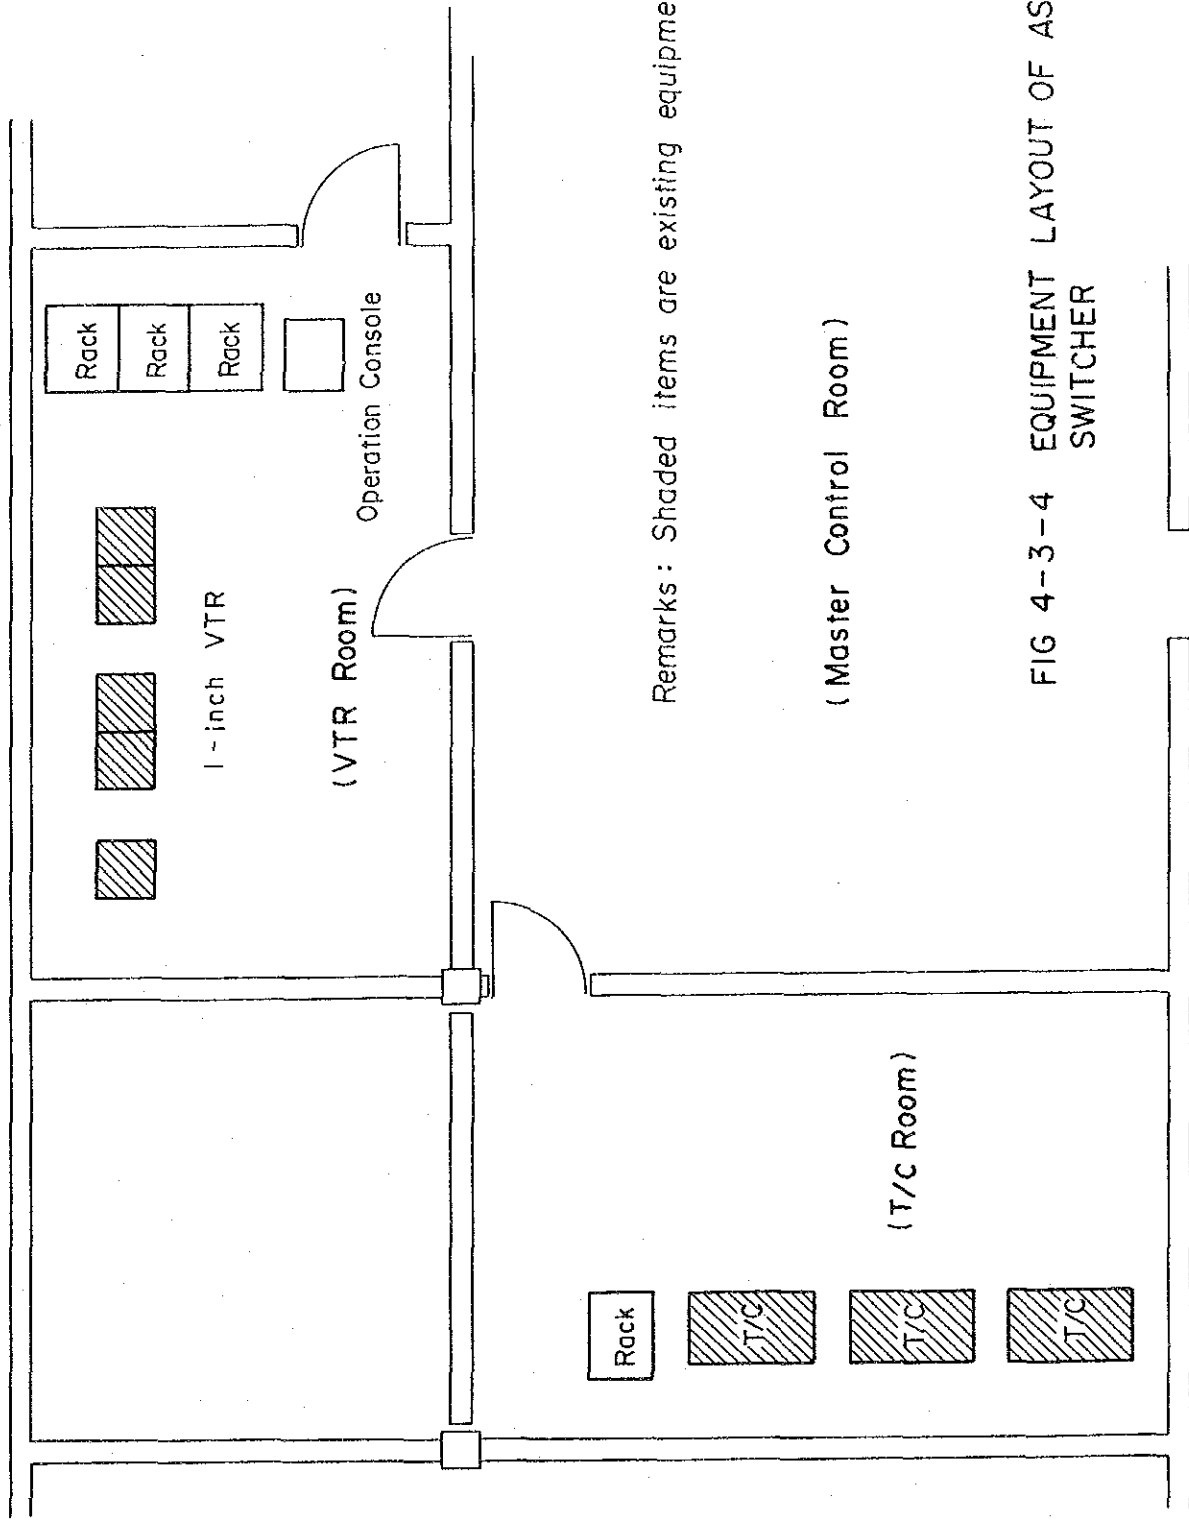 Rack
Rack
Rack
Operation Console
1-inch VTR
(VTR Room)
Remarks : Shaded items are existing equipme
(Master Control Room)
Rack
T/C
T/C
T/C
(T/C Room)
FIG 4-3-4 EQUIPMENT LAYOUT OF AS
SWITCHER